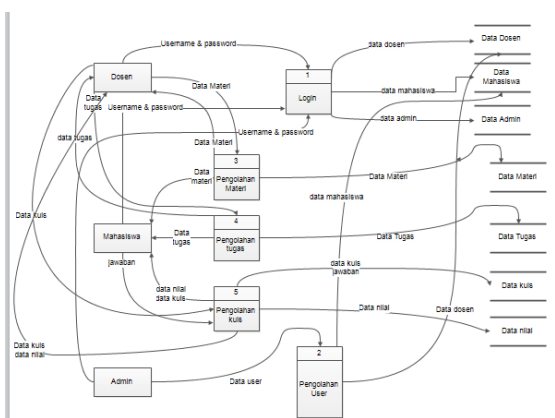 Username & password
data dosen
Data Dosen
Dosen
1
Login
Data Materi
data mahasiswa
Data
Mahasiswa
Data
tugas
Username & password
data admin
Data Admin
Username & password
data tugas
Data Materi
3
Pengolahan
Materi
Data
materi
Data Materi
Data Materi
data mahasiswa
Data kuis
4
Pengolahan
tugas
Mahasiswa
Data
tugas
Data Tugas
Data Tugas
jawaban
data kuis
jawaban
data nilai
data kuis
5
Pengolahan
kuis
Data kuis
Data nilai
Data dosen
Data nilai
Data kuis
data nilai
2
Pengolahan
User
Admin
Data user